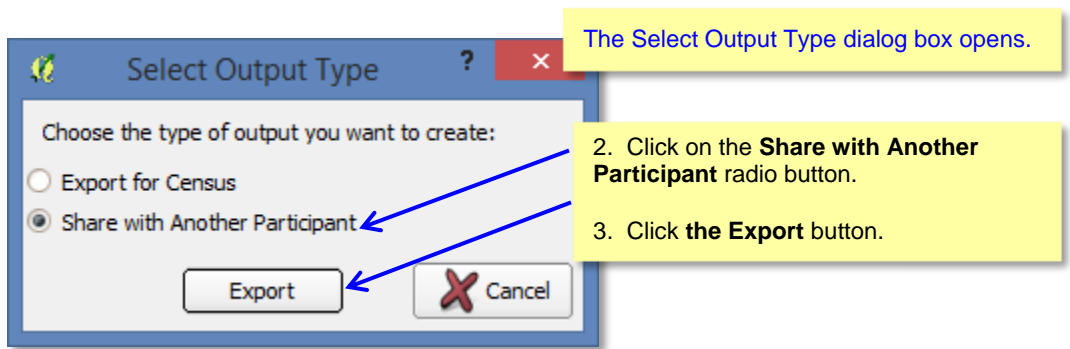 The Select Output Type dialog box opens.
Select Output Type ? ×
Choose the type of output you want to create:
Export for Census
Share with Another Participant
Export Cancel
2. Click on the Share with Another
Participant radio button.
3. Click the Export button.